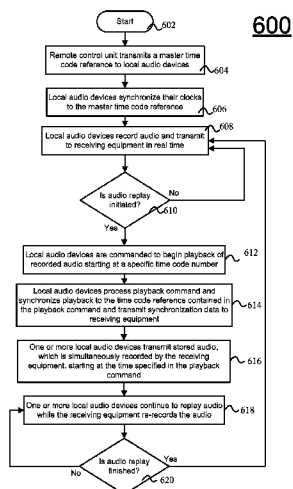 600
Start
602
Remote control unit transmits a master time
code reference to local audio devices
604
Local audio devices synchronize their clocks
to the master time code reference
606
608
Local audio devices record audio and transmit
to receiving equipment in real time
Is audio replay
initiated?
610
No
Yes
Local audio devices are commanded to begin playback
of recorded audio starting at a specific time code number
612
Local audio devices process playback command and
synchronize playback to the time code reference contained
in the playback command and transmit synchronization data
to receiving equipment
614
One or more local audio devices transmit stored audio,
which is simultaneously recorded by the receiving
equipment, starting at the time specified in the playback
command
616
One or more local audio devices continue to replay audio
while the receiving equipment re-records the audio
618
Is audio replay
finished?
620
No
Yes